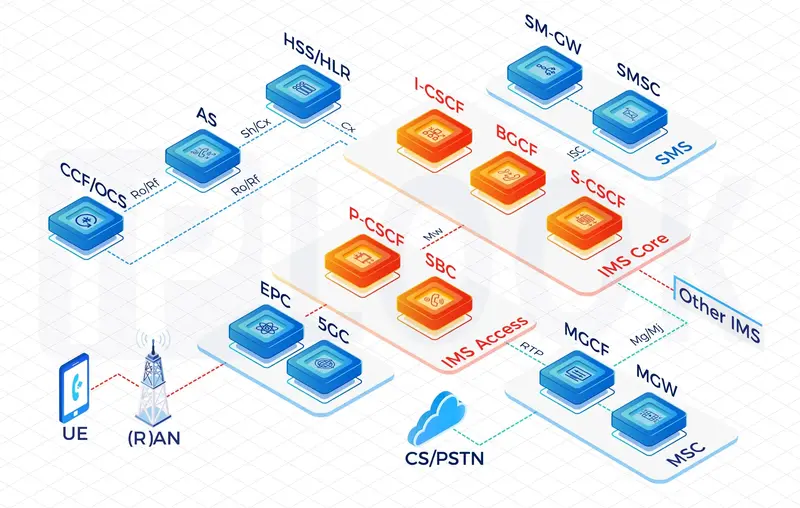 SM-GW
HSS/HLR
SMSC
I-CSCF
AS
Sh/Cx
Cx
BGCF
ISC
SMS
CCF/OCS
Ro/Rf
Ro/Rf
S-CSCF
P-CSCF
Mw
IMS Core
SBC
EPC
Other IMS
5GC
IMS Access
RTP
MGCF
Mg/Mj
MGW
UE
(R)AN
CS/PSTN
MSC